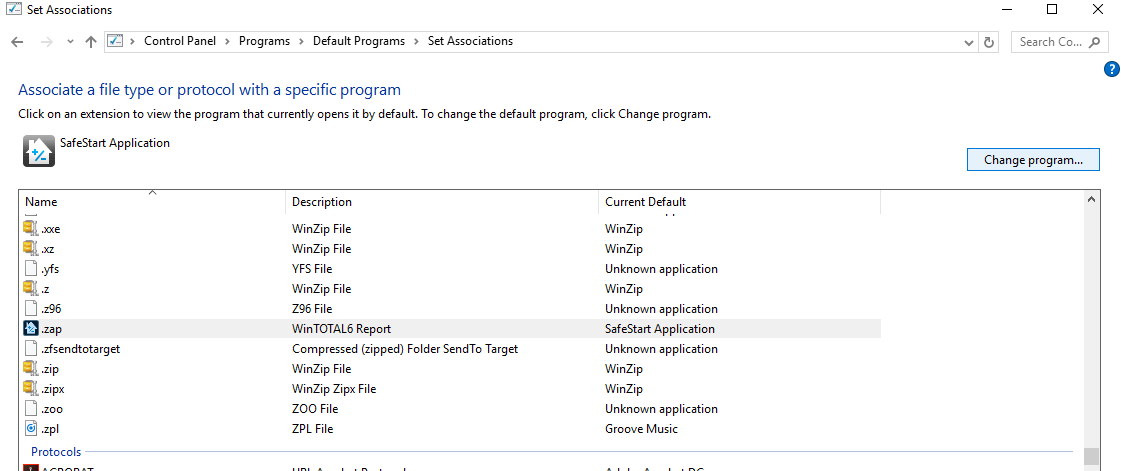 Set Associations
Control Panel > Programs > Default Programs > Set Associations
Search Co...
Associate a file type or protocol with a specific program
Click on an extension to view the program that currently opens it by default. To change the default program, click Change program.
SafeStart Application
Change program...
Name Description Current Default
.xxe WinZip File WinZip
.xz WinZip File WinZip
.yfs YFS File Unknown application
.z WinZip File WinZip
.z96 Z96 File Unknown application
.zap WinTOTAL6 Report SafeStart Application
.zfsendtotarget Compressed (zipped) Folder SendTo Target Unknown application
.zip WinZip File WinZip
.zipx WinZip Zipx File WinZip
.zoo ZOO File Unknown application
.zpl ZPL File Groove Music
Protocols